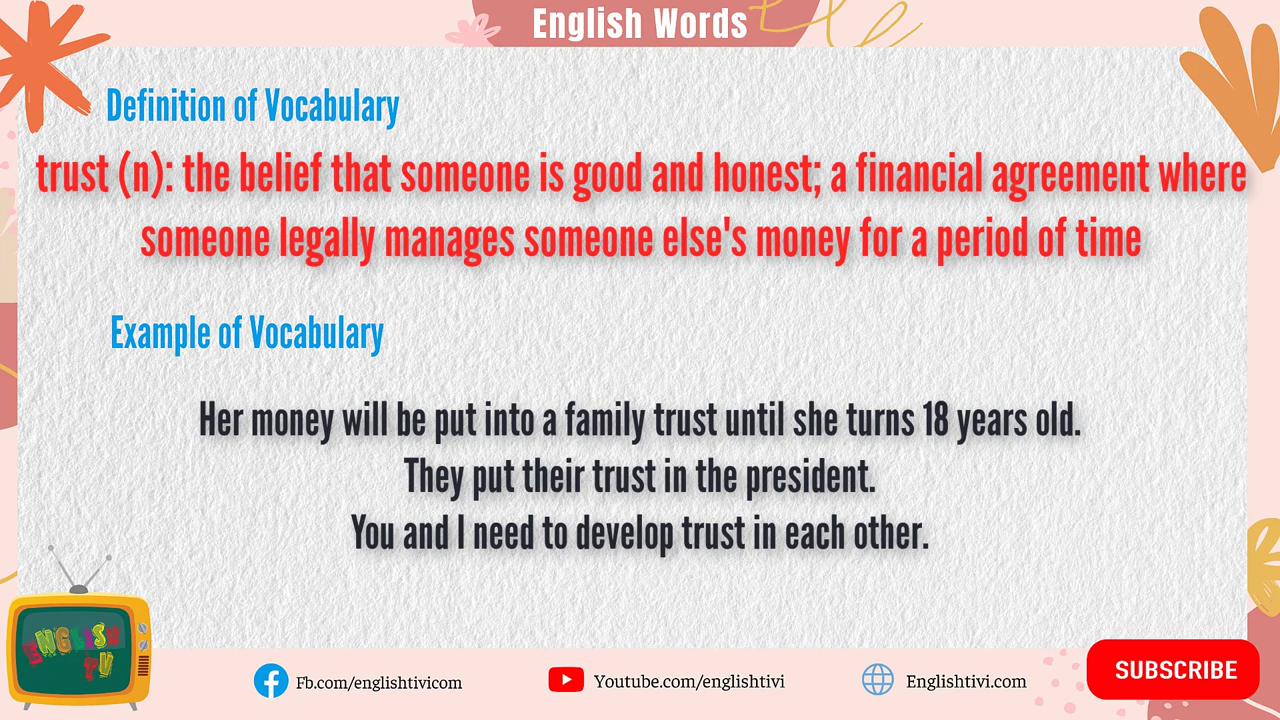 English Words
Definition of Vocabulary
trust (n): the belief that someone is good and honest; a financial agreement where
someone legally manages someone else's money for a period of time
Example of Vocabulary
Her money will be put into a family trust until she turns 18 years old.
They put their trust in the president.
You and I need to develop trust in each other.
ENGLISH
TV
Fb.com/englishtivicom
Youtube.com/englishtivi
Englishtivi.com
SUBSCRIBE